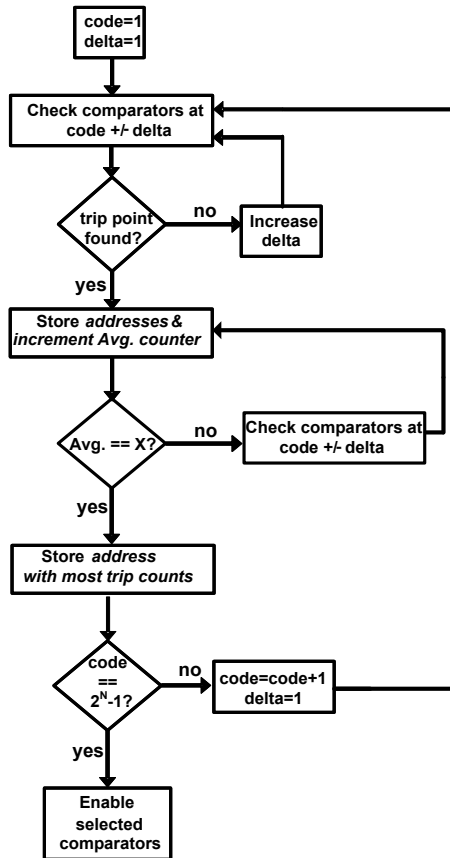 code=1
delta=1
Check comparators at
code +/- delta
trip point
found?
no
Increase
delta
yes
Store addresses &
increment Avg. counter
Avg. == X?
no
Check comparators at
code +/- delta
yes
Store address
with most trip counts
code
==
2^N-1?
no
code=code+1
delta=1
yes
Enable
selected
comparators